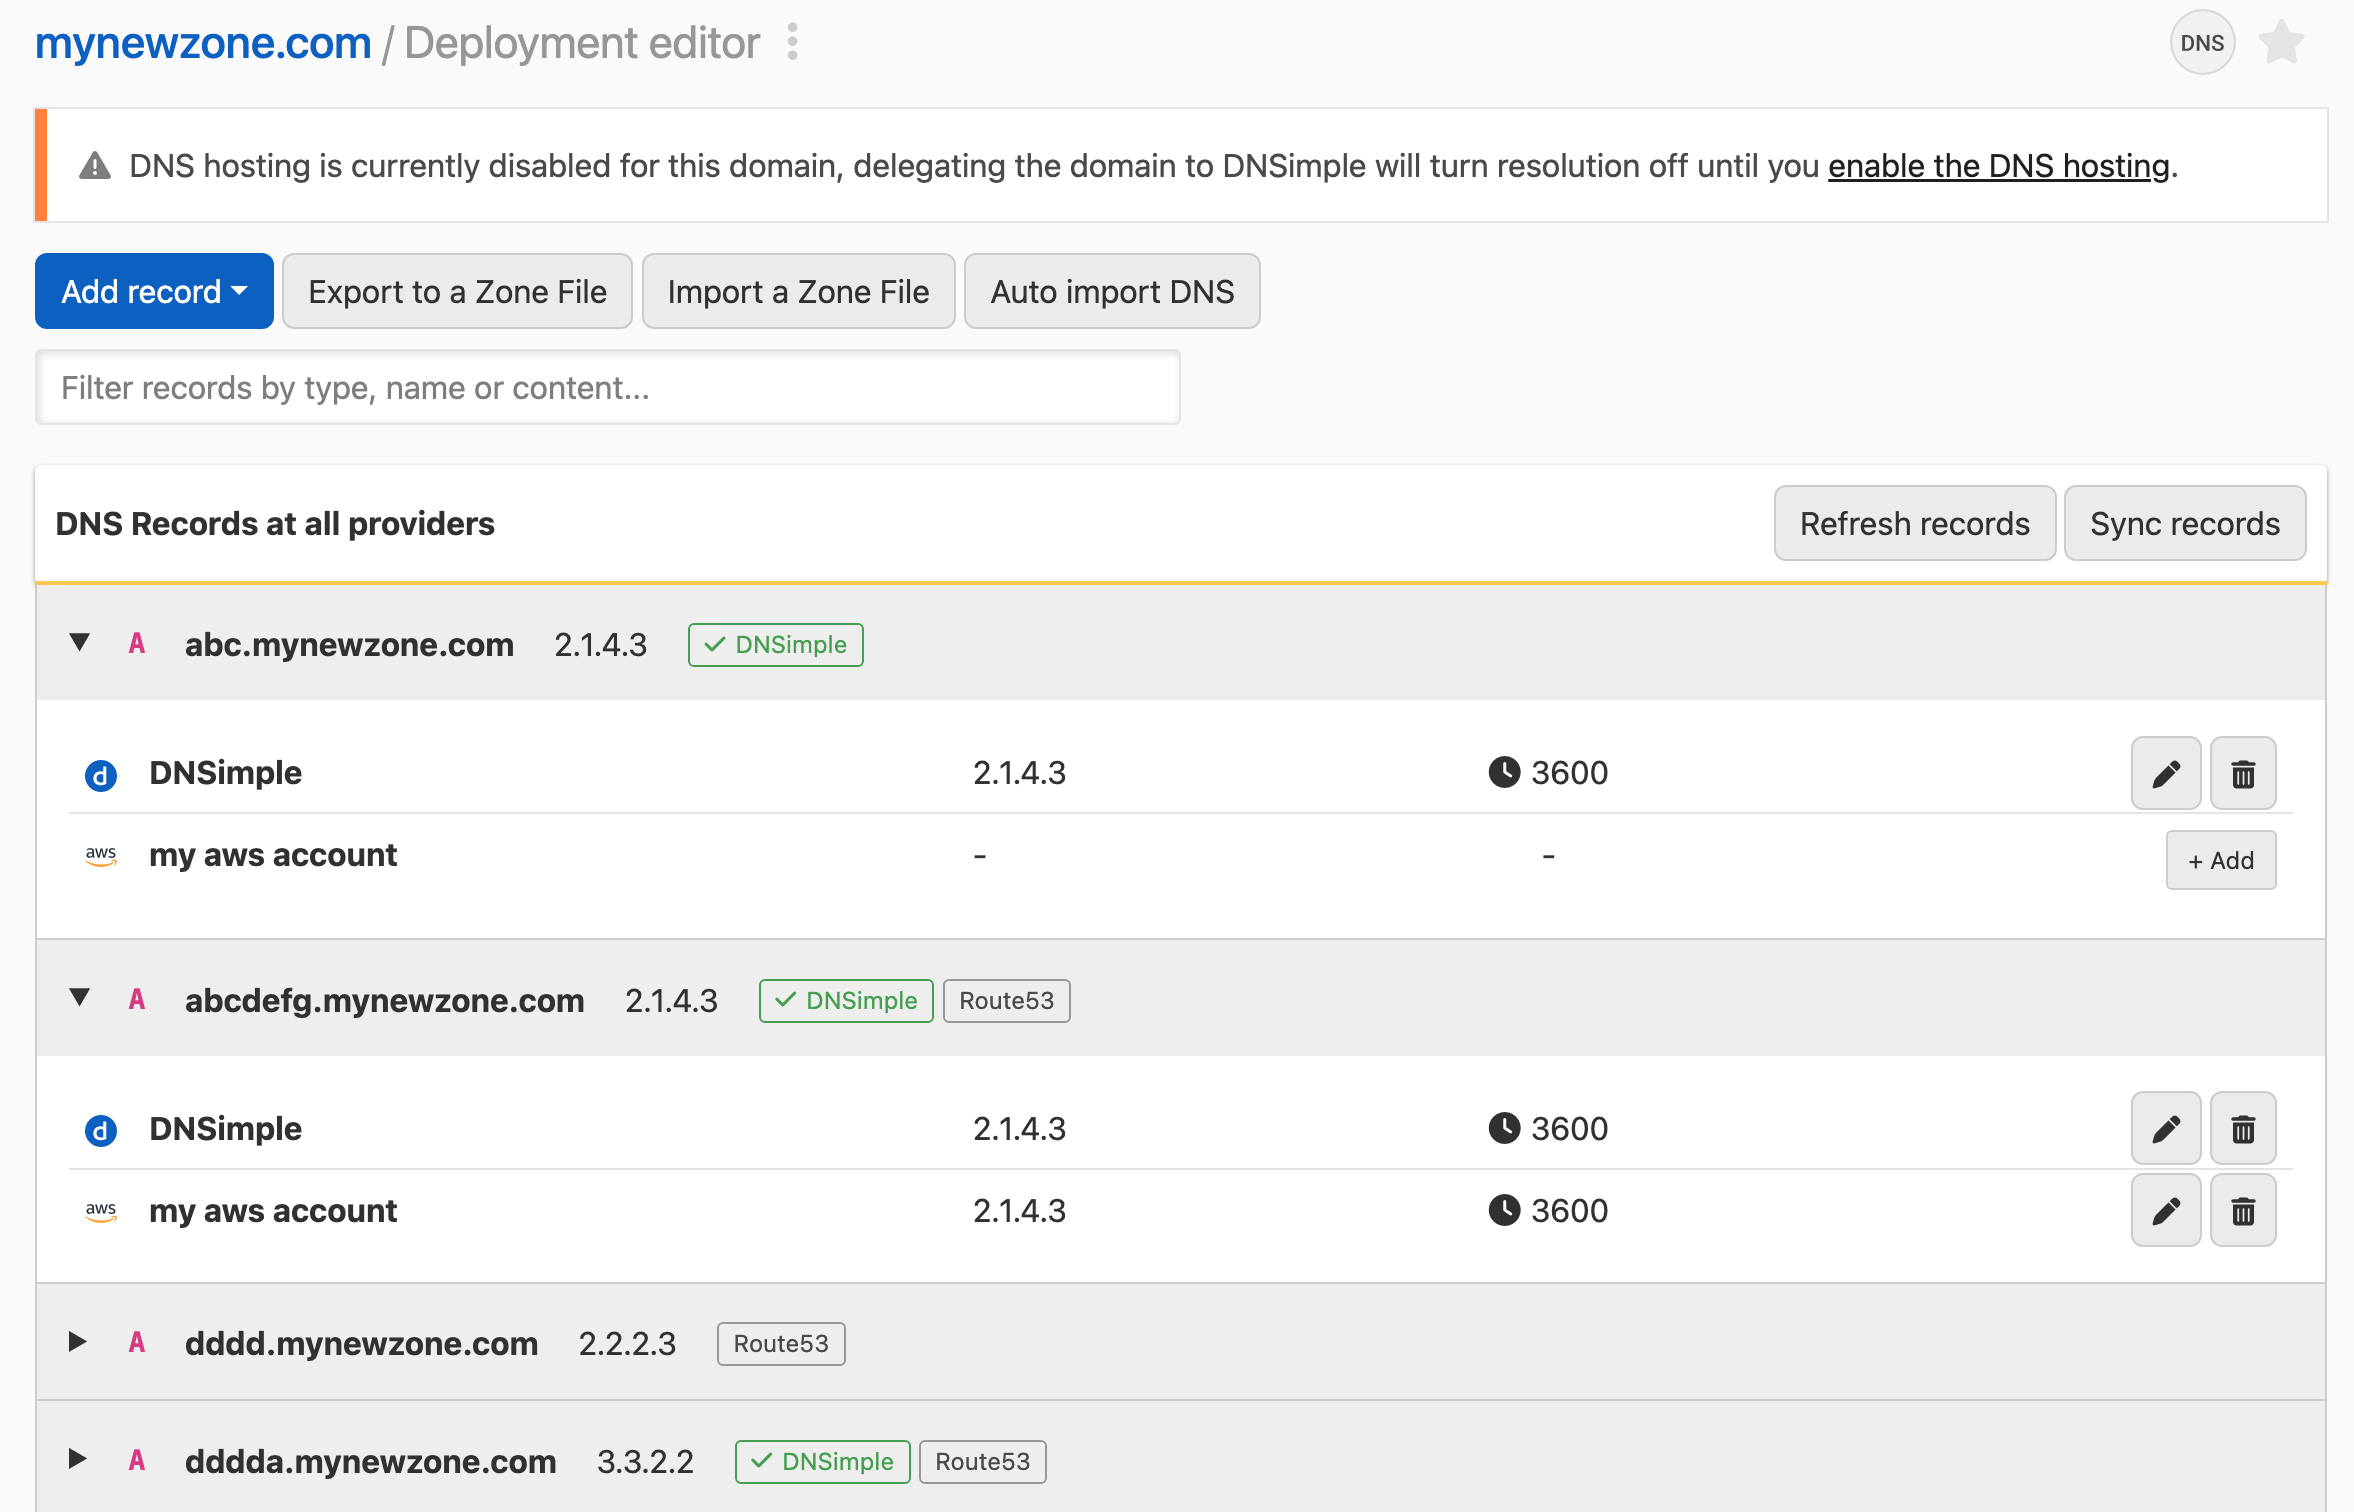 mynewzone.com / Deployment editor
DNS
DNS hosting is currently disabled for this domain, delegating the domain to DNSimple will turn resolution off until you enable the DNS hosting.
Add record Export to a Zone File Import a Zone File Auto import DNS
Filter records by type, name or content...
DNS Records at all providers Refresh records Sync records
A abc.mynewzone.com 2.1.4.3 DNSimple
d DNSimple 2.1.4.3 3600
aws my aws account - - + Add
A abcdefg.mynewzone.com 2.1.4.3 DNSimple Route53
d DNSimple 2.1.4.3 3600
aws my aws account 2.1.4.3 3600
A dddd.mynewzone.com 2.2.2.3 Route53
A dddda.mynewzone.com 3.3.2.2 DNSimple Route53